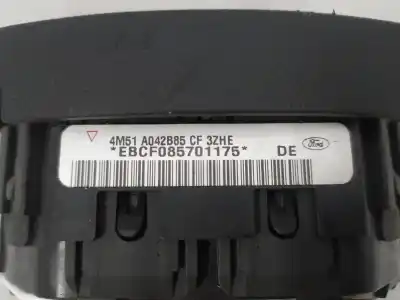 4M51 A042B85 CF 3ZHE
*EBCF085701175* DE
Ford